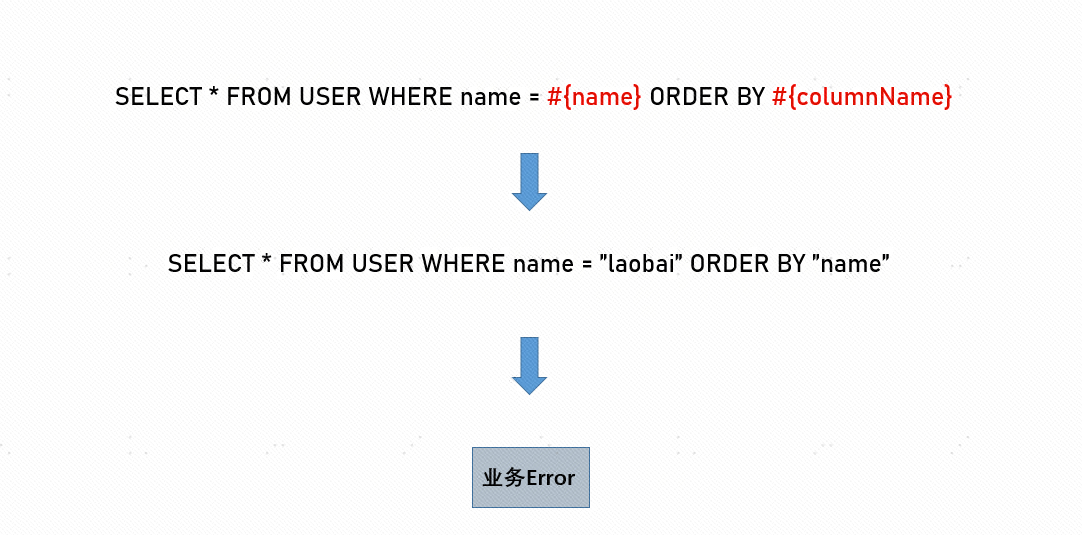 SELECT * FROM USER WHERE name = #{name} ORDER BY #{columnName}
SELECT * FROM USER WHERE name = ”laobai” ORDER BY ”name”
业务Error